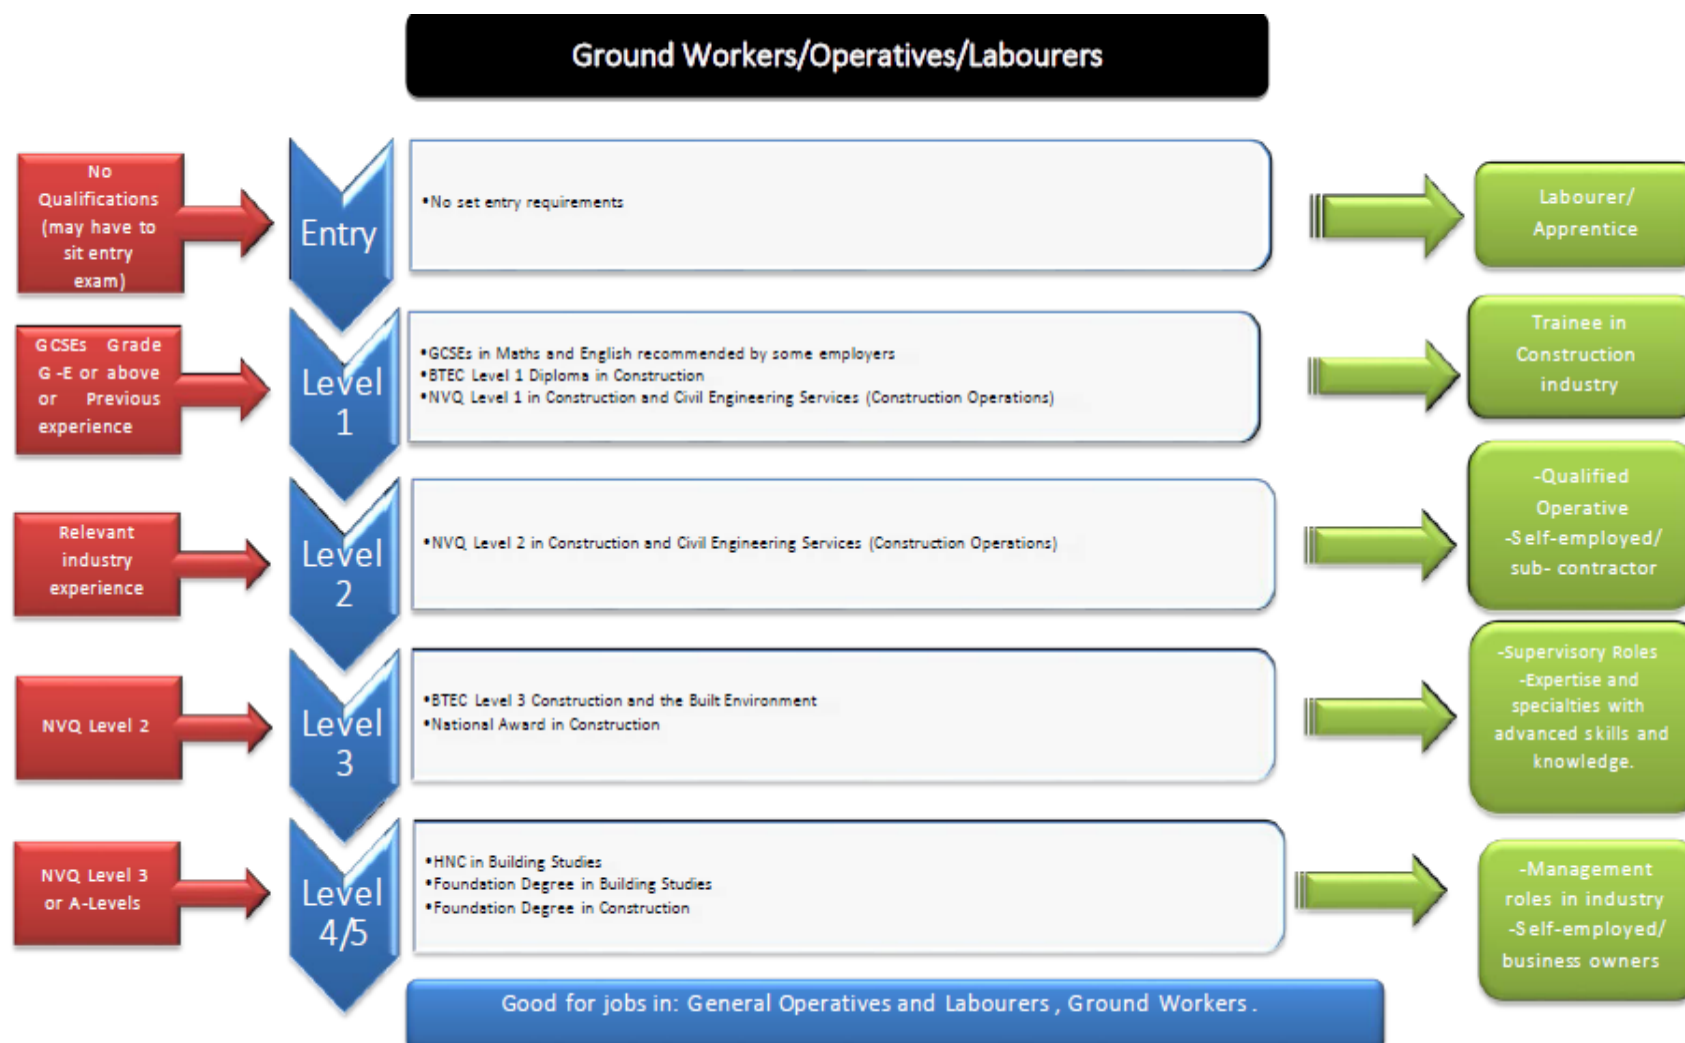 Ground Workers/Operatives/Labourers
No
Qualifications
(may have to
sit entry
exam)
Entry
•No set entry requirements
Labourer/
Apprentice
GCSEs Grade
G -E or above
or Previous
experience
Level
1
•GCSEs in Maths and English recommended by some employers
•BTEC Level 1 Diploma in Construction
•NVQ Level 1 in Construction and Civil Engineering Services (Construction Operations)
Trainee in
Construction
industry
Relevant
industry
experience
Level
2
•NVQ Level 2 in Construction and Civil Engineering Services (Construction Operations)
-Qualified
Operative
-Self-employed/
sub- contractor
NVQ Level 2
Level
3
•BTEC Level 3 Construction and the Built Environment
•National Award in Construction
-Supervisory Roles
-Expertise and
specialties with
advanced skills and
knowledge.
NVQ Level 3
or A-Levels
Level
4/5
•HNC in Building Studies
•Foundation Degree in Building Studies
•Foundation Degree in Construction
-Management
roles in industry
-Self-employed/
business owners
Good for jobs in: General Operatives and Labourers , Ground Workers .